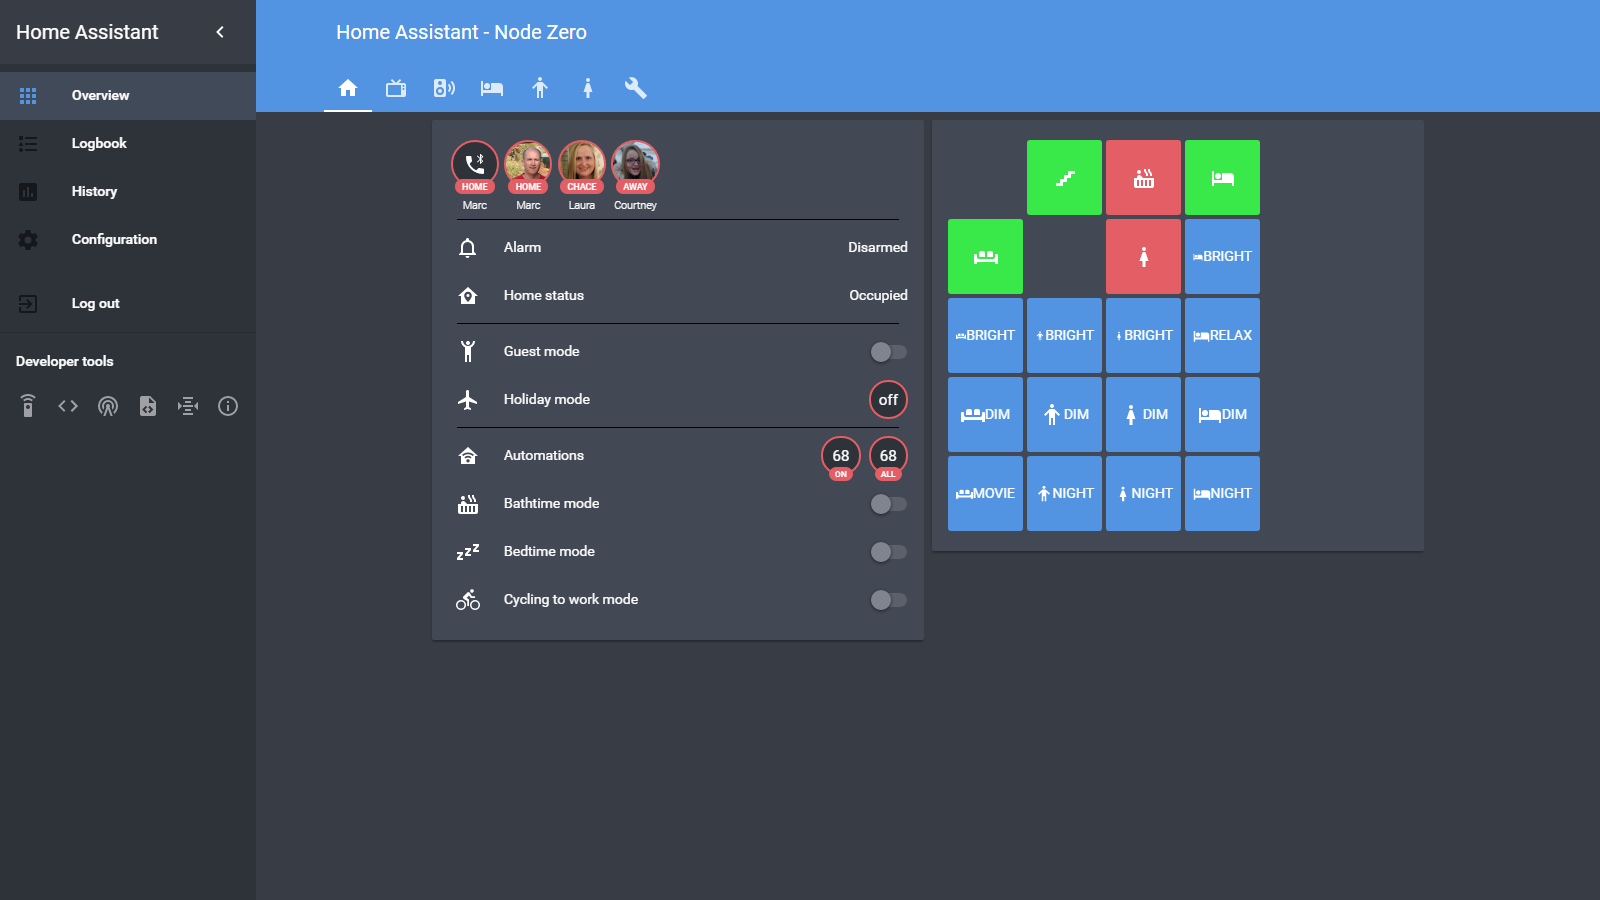 Home Assistant
Overview
Logbook
History
Configuration
Log out
Developer tools
Home Assistant - Node Zero
HOME HOME CHACE AWAY
Marc Marc Laura Courtney
Alarm Disarmed
Home status Occupied
Guest mode
Holiday mode off
Automations 68 68
ON ALL
Bathtime mode
Bedtime mode
Cycling to work mode
BRIGHT
BRIGHT BRIGHT BRIGHT RELAX
DIM DIM DIM DIM
MOVIE NIGHT NIGHT NIGHT